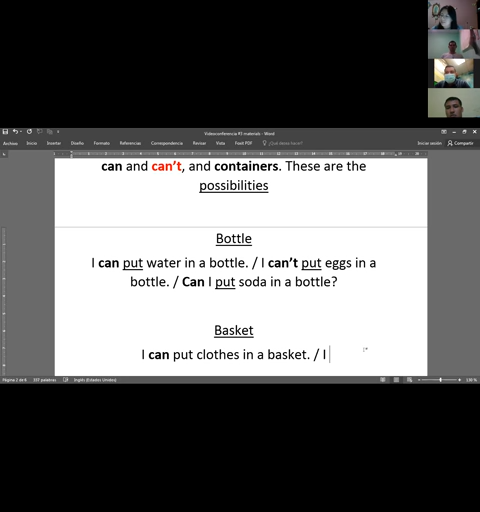 Videoconferencia #3 materials - Word
Archivo Inicio Insertar Diseño Formato Referencias Correspondencia Revisar Vista Foxit PDF ¿Qué desea hacer? Iniciar sesión Compartir
can and can't, and containers. These are the
possibilities
Bottle
I can put water in a bottle. / I can't put eggs in a
bottle. / Can I put soda in a bottle?
Basket
I can put clothes in a basket. / I
Página 2 de 6 337 palabras Inglés (Estados Unidos)